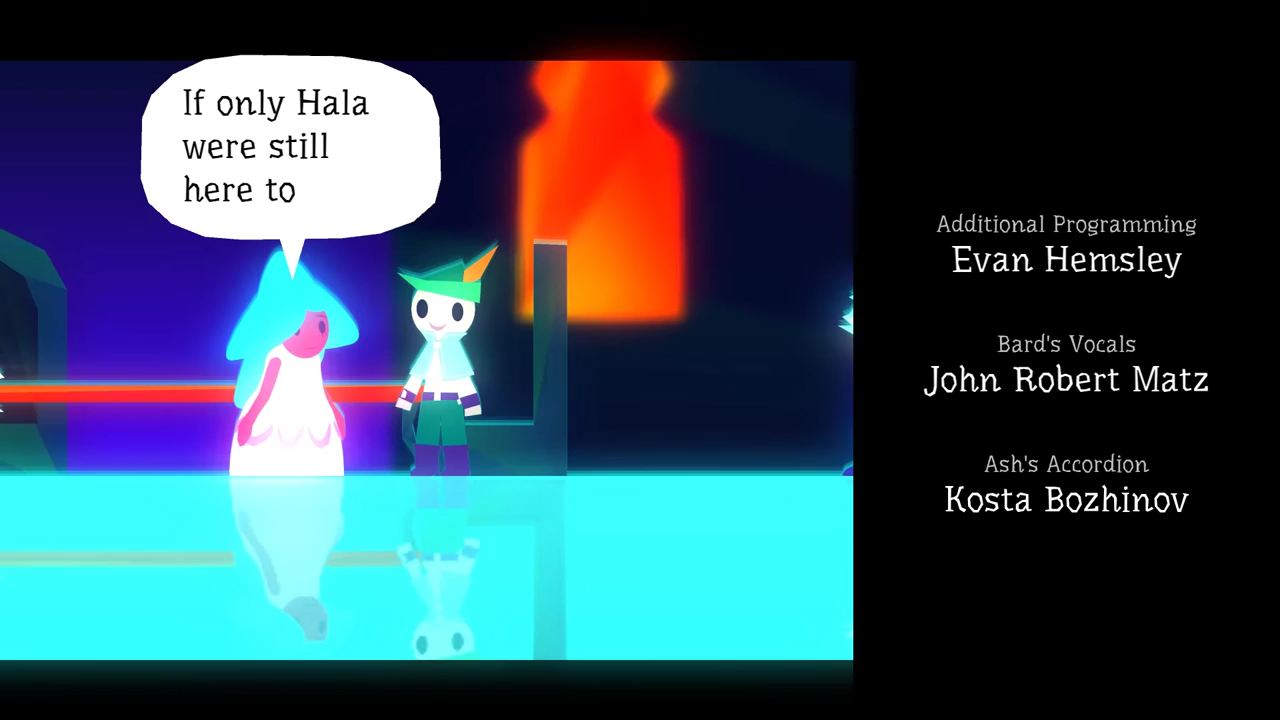 If only Hala
were still
here to
Additional Programming
Evan Hemsley
Bard's Vocals
John Robert Matz
Ash's Accordion
Kosta Bozhinov